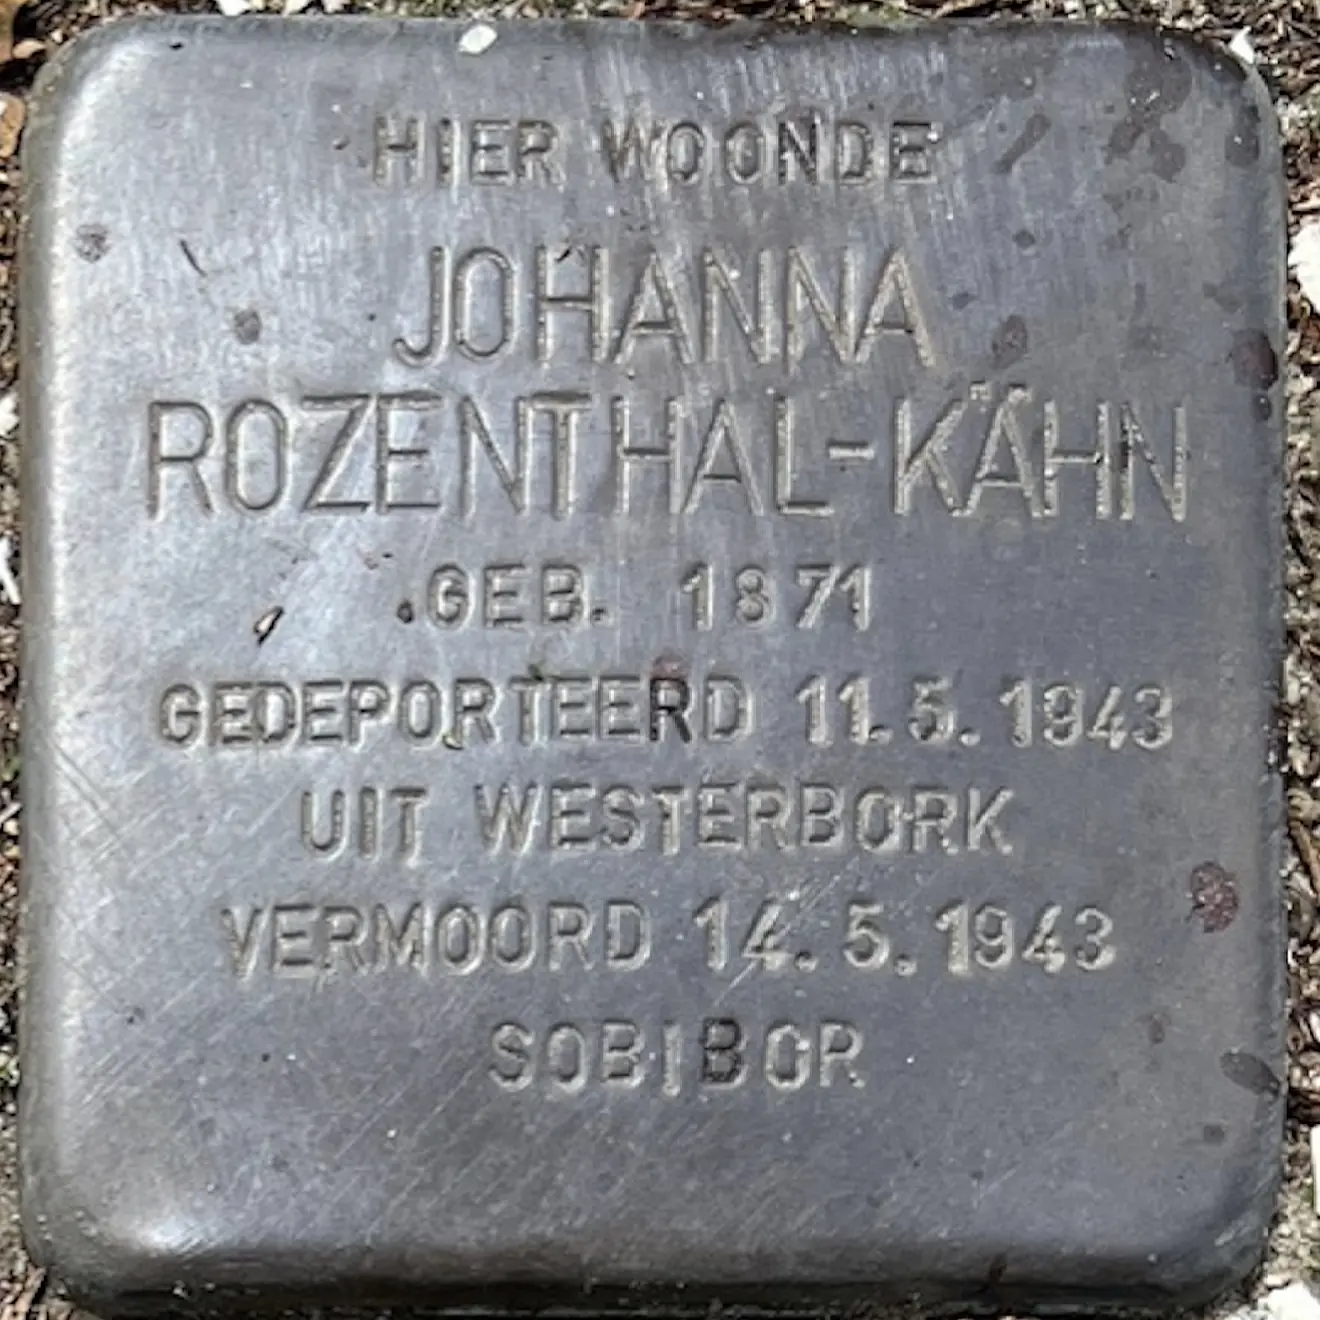 HIER WOONDE
JOHANNA
ROZENTHAL-KÄHN
GEB. 1871
GEDEPORTEERD 11.5.1943
UIT WESTERBORK
VERMOORD 14.5.1943
SOBIBOR